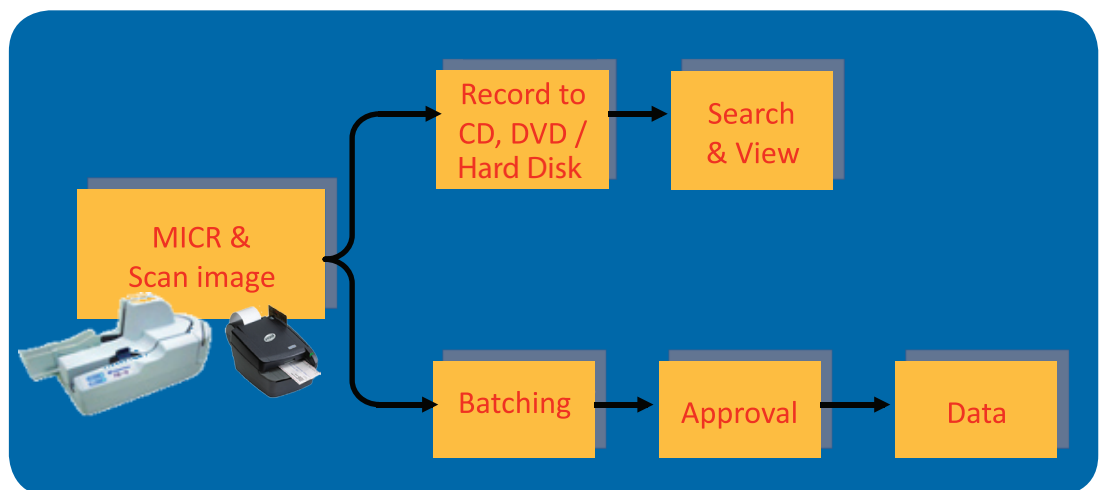 MICR &
Scan image
Record to
CD, DVD /
Hard Disk
Search
& View
Batching
Approval
Data